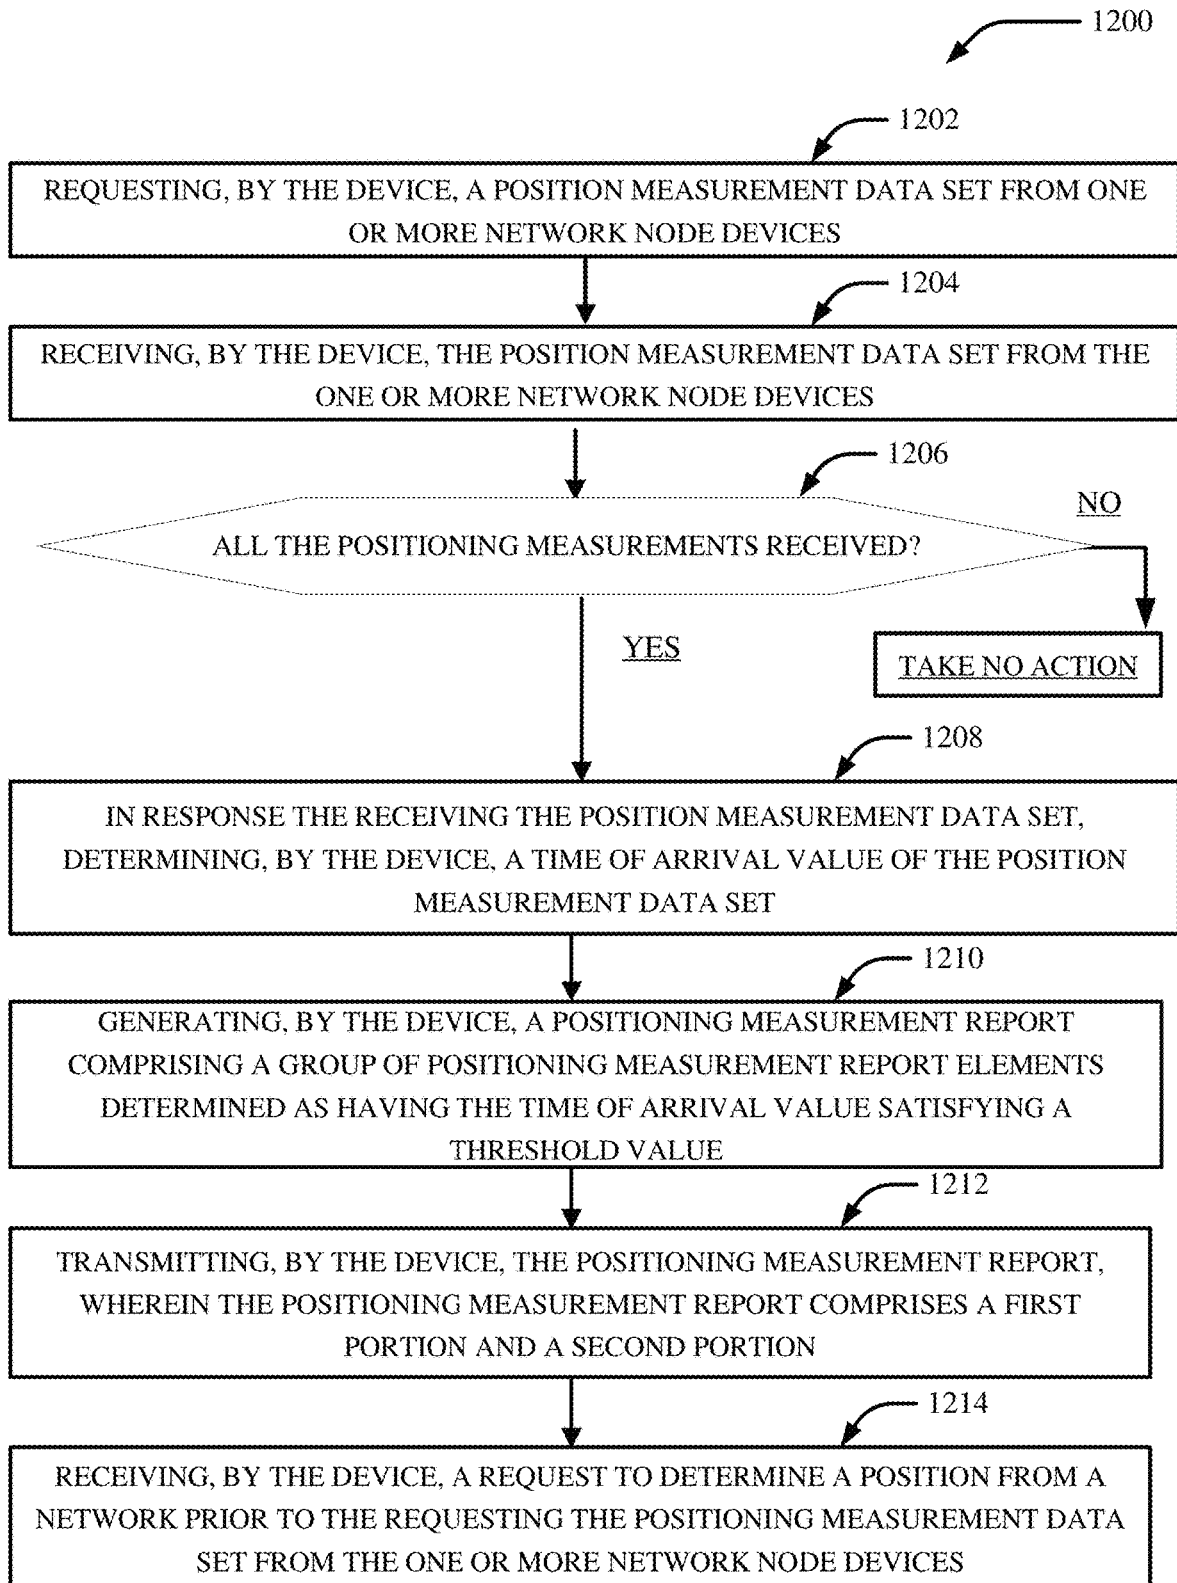 1200
1202
REQUESTING, BY THE DEVICE, A POSITION MEASUREMENT DATA SET FROM ONE
OR MORE NETWORK NODE DEVICES
1204
RECEIVING, BY THE DEVICE, THE POSITION MEASUREMENT DATA SET FROM THE
ONE OR MORE NETWORK NODE DEVICES
1206
NO
ALL THE POSITIONING MEASUREMENTS RECEIVED?
YES
TAKE NO ACTION
1208
IN RESPONSE THE RECEIVING THE POSITION MEASUREMENT DATA SET,
DETERMINING, BY THE DEVICE, A TIME OF ARRIVAL VALUE OF THE POSITION
MEASUREMENT DATA SET
1210
GENERATING, BY THE DEVICE, A POSITIONING MEASUREMENT REPORT
COMPRISING A GROUP OF POSITIONING MEASUREMENT REPORT ELEMENTS
DETERMINED AS HAVING THE TIME OF ARRIVAL VALUE SATISFYING A
THRESHOLD VALUE
1212
TRANSMITTING, BY THE DEVICE, THE POSITIONING MEASUREMENT REPORT,
WHEREIN THE POSITIONING MEASUREMENT REPORT COMPRISES A FIRST
PORTION AND A SECOND PORTION
1214
RECEIVING, BY THE DEVICE, A REQUEST TO DETERMINE A POSITION FROM A
NETWORK PRIOR TO THE REQUESTING THE POSITIONING MEASUREMENT DATA
SET FROM THE ONE OR MORE NETWORK NODE DEVICES